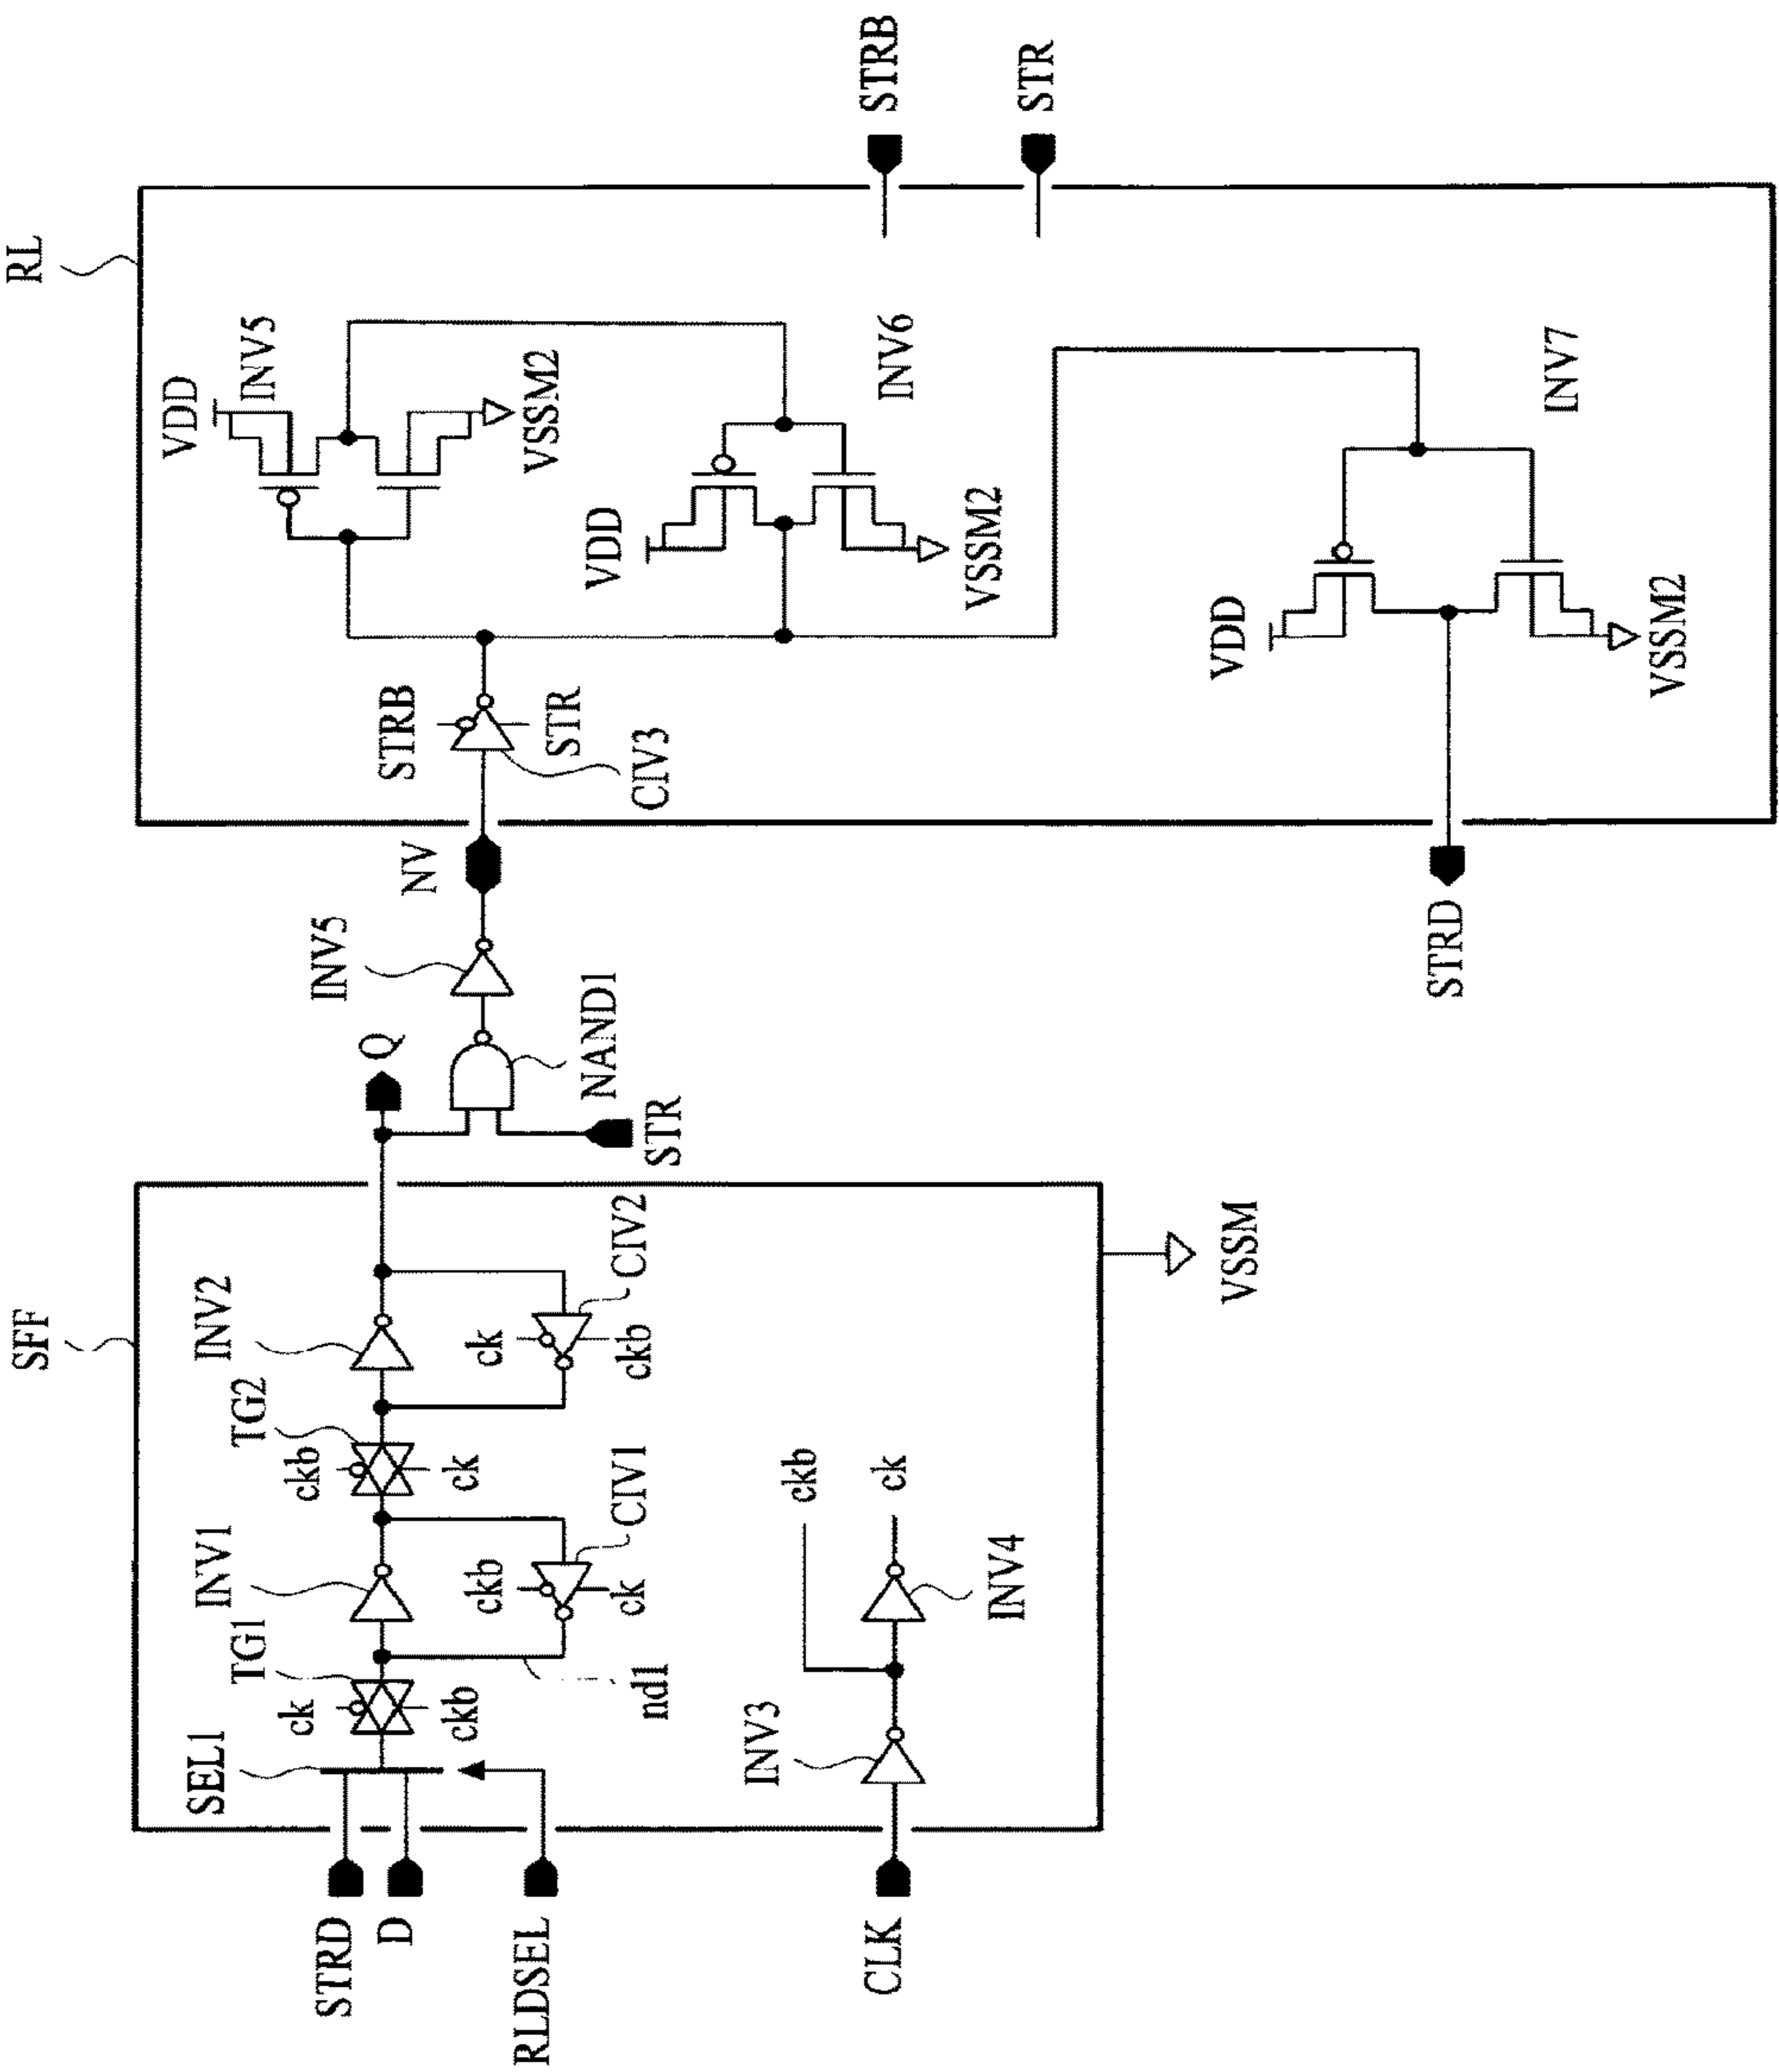 SFF
RL
SEL1
TG1
INV1
TG2
INV2
Q
INV5
NV
STRB
VDD
INV5
VSSM2
STRD
D
RLDSEL
ck
ckb
ckb
ck
ckb
ck
ck
ckb
nd1
CIV1
CIV2
STR
NAND1
STR
CIV3
VDD
INV6
VSSM2
STRB
STR
CLK
INV3
INV4
ckb
ck
VSSM
STRD
VDD
INV7
VSSM2